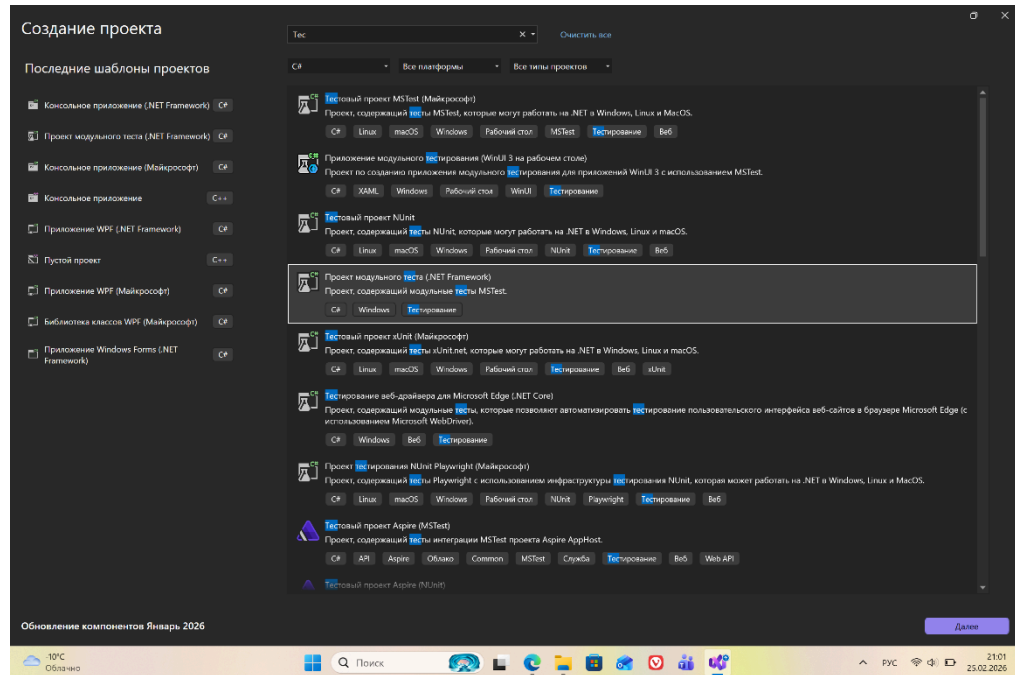 Создание проекта
Тес
Очистить все
Последние шаблоны проектов
C#
Все платформы
Все типы проектов
Консольное приложение (.NET Framework) C#
Проект модульного теста (.NET Framework) C#
Консольное приложение (Майкрософт) C#
Консольное приложение C++
Приложение WPF (.NET Framework) C#
Пустой проект C++
Приложение WPF (Майкрософт) C#
Библиотека классов WPF (Майкрософт) C#
Приложение Windows Forms (.NET
Framework) C#
Тестовый проект MSTest (Майкрософт)
Проект, содержащий тесты MSTest, которые могут работать на .NET в Windows, Linux и MacOS.
C# Linux macOS Windows Рабочий стол MSTest Тестирование Веб
Приложение модульного тестирования (WinUI 3 на рабочем столе)
Проект по созданию приложения модульного тестирования для приложений WinUI 3 с использованием MSTest.
C# XAML Windows Рабочий стол WinUI Тестирование
Тестовый проект NUnit
Проект, содержащий тесты NUnit, которые могут работать на .NET в Windows, Linux и macOS.
C# Linux macOS Windows Рабочий стол NUnit Тестирование Веб
Проект модульного теста (.NET Framework)
Проект, содержащий модульные тесты MSTest.
C# Windows Тестирование
Тестовый проект xUnit (Майкрософт)
Проект, содержащий тесты xUnit.net, которые могут работать на .NET в Windows, Linux и macOS.
C# Linux macOS Windows Рабочий стол Тестирование Веб xUnit
Тестирование веб-драйвера для Microsoft Edge (.NET Core)
Проект, содержащий модульные тесты, которые позволяют автоматизировать тестирование пользовательского интерфейса веб-сайтов в браузере Microsoft Edge (с
использованием Microsoft WebDriver).
C# Windows Веб Тестирование
Проект тестирования NUnit Playwright (Майкрософт)
Проект, содержащий тесты Playwright с использованием инфраструктуры тестирования NUnit, которая может работать на .NET в Windows, Linux и MacOS.
C# Linux macOS Windows Рабочий стол NUnit Playwright Тестирование Веб
Тестовый проект Aspire (MSTest)
Проект, содержащий тесты интеграции MSTest проекта Aspire AppHost.
C# API Aspire Облако Common MSTest Служба Тестирование Веб Web API
Тестовый проект Aspire (NUnit)
Обновление компонентов Январь 2026
Далее
-10°C
Облачно
Поиск
РУС
21:01
25.02.2026